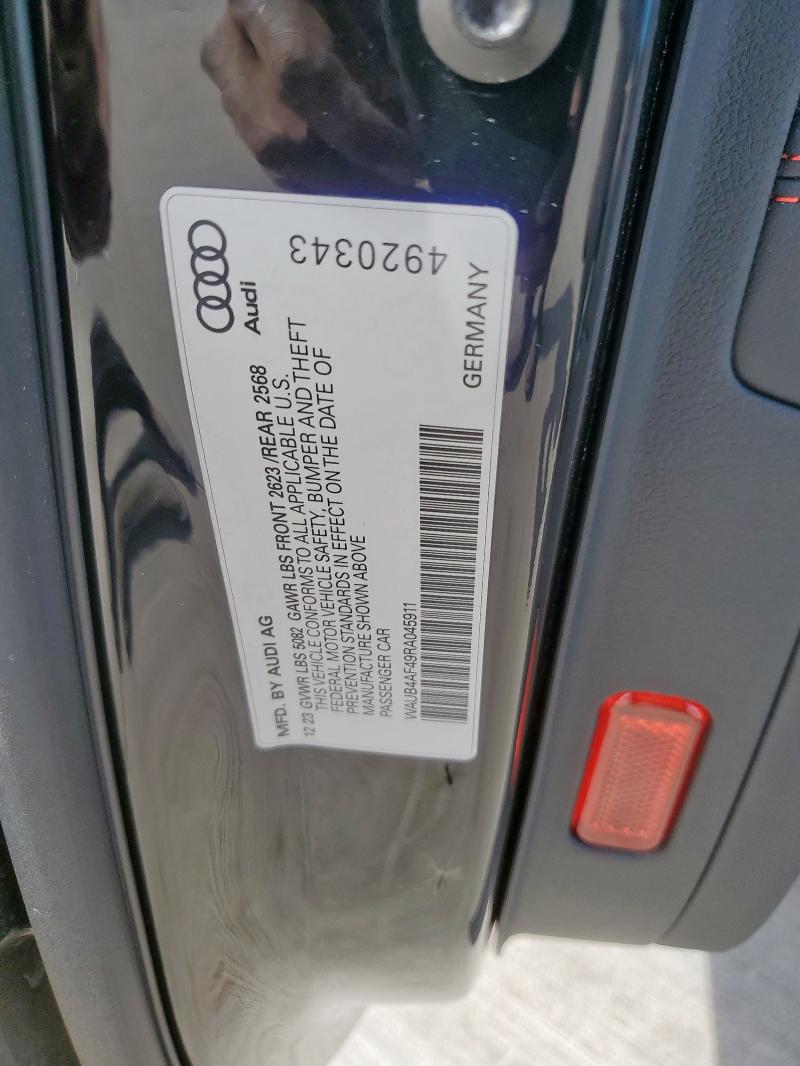 Audi
4920343
MFD. BY AUDI AG
12 23 GVWR LBS 5082 GAWR LBS FRONT 2623 /REAR 2568
THIS VEHICLE CONFORMS TO ALL APPLICABLE U.S.
FEDERAL MOTOR VEHICLE SAFETY, BUMPER AND THEFT
PREVENTION STANDARDS IN EFFECT ON THE DATE OF
MANUFACTURE SHOWN ABOVE
PASSENGER CAR
WAUB4AF49RA045911
GERMANY